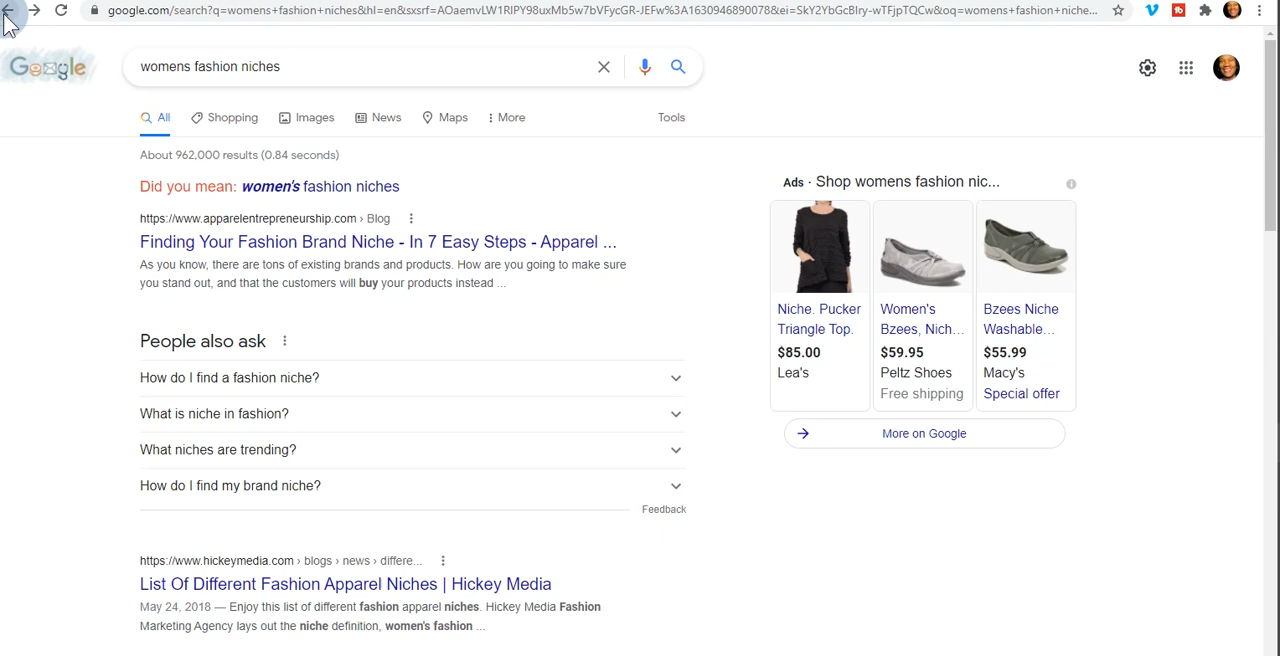 google.com/search?q=womens+fashion+niches&hl=en&sxsrf=AOaemvLW1RlPY98uxMb5w7bVFycGR-JEFw%3A1630946890078&ei=SkY2YbGcBIry-wTFjpTQCw&oq=womens+fashion+niche...
Google
womens fashion niches
All Shopping Images News Maps More Tools
About 962,000 results (0.84 seconds)
Did you mean: women's fashion niches
https://www.apparelentrepreneurship.com › Blog
Finding Your Fashion Brand Niche - In 7 Easy Steps - Apparel ...
As you know, there are tons of existing brands and products. How are you going to make sure
you stand out, and that the customers will buy your products instead ...
People also ask
How do I find a fashion niche?
What is niche in fashion?
What niches are trending?
How do I find my brand niche?
Feedback
https://www.hickeymedia.com › blogs › news › differe...
List Of Different Fashion Apparel Niches | Hickey Media
May 24, 2018 — Enjoy this list of different fashion apparel niches. Hickey Media Fashion
Marketing Agency lays out the niche definition, women's fashion ...
Ads · Shop womens fashion nic...
Niche. Pucker
Triangle Top.
$85.00
Lea's
Women's
Bzees, Nich...
$59.95
Peltz Shoes
Free shipping
Bzees Niche
Washable...
$55.99
Macy's
Special offer
More on Google